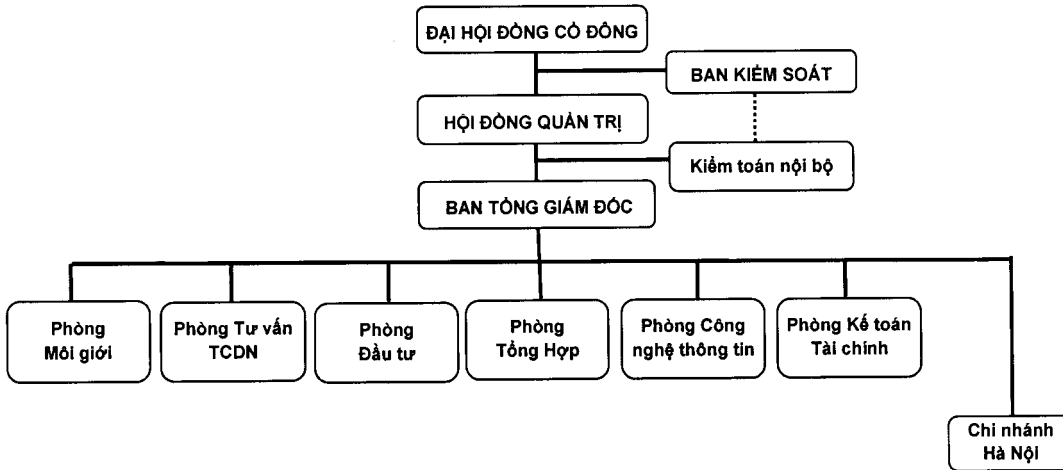 ĐẠI HỘI ĐỒNG CỔ ĐÔNG
BAN KIỂM SOÁT
HỘI ĐỒNG QUẢN TRỊ
Kiểm toán nội bộ
BAN TỔNG GIÁM ĐỐC
Phòng
Môi giới
Phòng Tư vấn
TCDN
Phòng
Đầu tư
Phòng
Tổng Hợp
Phòng Công
nghệ thông tin
Phòng Kế toán
Tài chính
Chi nhánh
Hà Nội